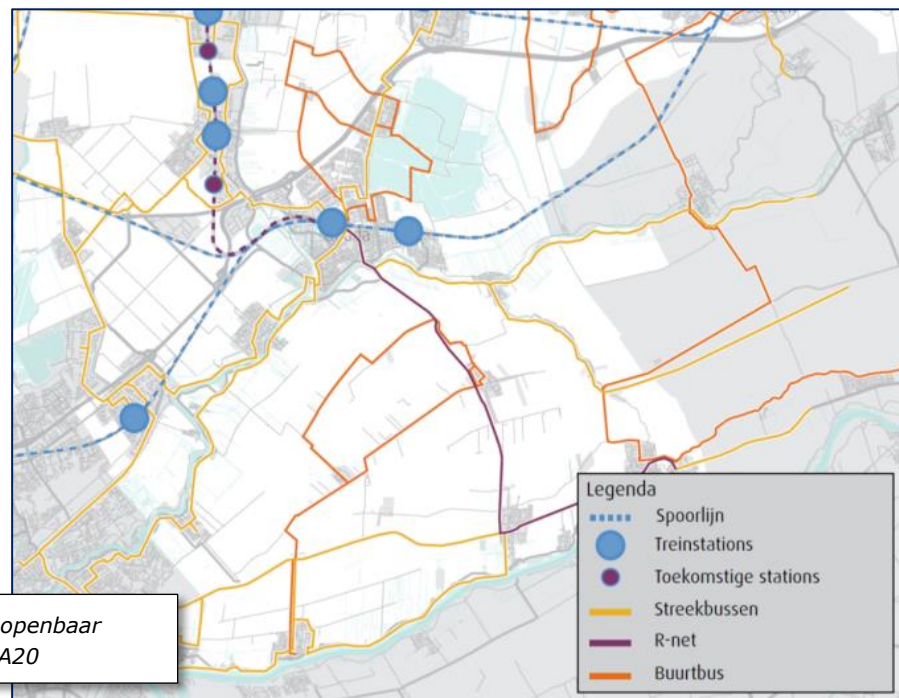 Legenda
Spoorlijn
Treinstations
Toekomstige stations
Streekbussen
R-net
Buurtbus
openbaar
A20